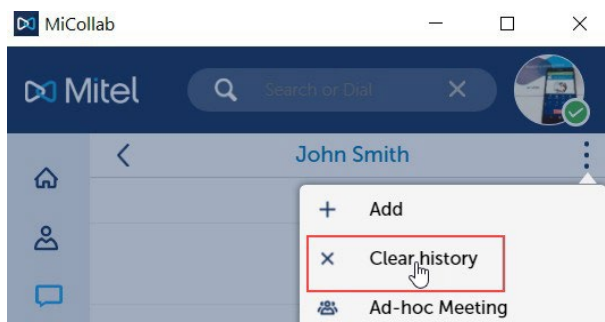 MiCollab
Mitel
Search or Dial
John Smith
Add
Clear history
Ad-hoc Meeting